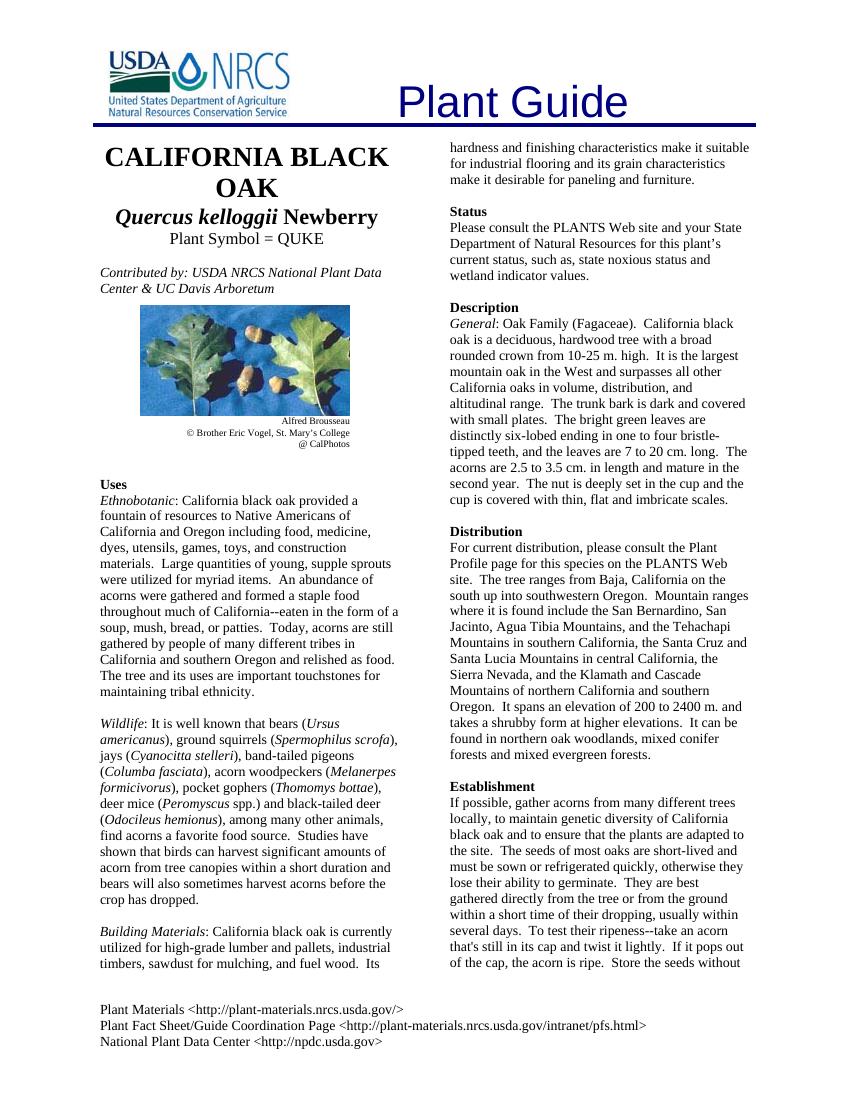 USDA NRCS
United States Department of Agriculture
Natural Resources Conservation Service
Plant Guide
CALIFORNIA BLACK
OAK
Quercus kelloggii Newberry
Plant Symbol = QUKE
Contributed by: USDA NRCS National Plant Data
Center & UC Davis Arboretum
Alfred Brousseau
© Brother Eric Vogel, St. Mary’s College
@ CalPhotos
Uses
Ethnobotanic: California black oak provided a
fountain of resources to Native Americans of
California and Oregon including food, medicine,
dyes, utensils, games, toys, and construction
materials.  Large quantities of young, supple sprouts
were utilized for myriad items.  An abundance of
acorns were gathered and formed a staple food
throughout much of California--eaten in the form of a
soup, mush, bread, or patties.  Today, acorns are still
gathered by people of many different tribes in
California and southern Oregon and relished as food.
The tree and its uses are important touchstones for
maintaining tribal ethnicity.
Wildlife: It is well known that bears (Ursus
americanus), ground squirrels (Spermophilus scrofa),
jays (Cyanocitta stelleri), band-tailed pigeons
(Columba fasciata), acorn woodpeckers (Melanerpes
formicivorus), pocket gophers (Thomomys bottae),
deer mice (Peromyscus spp.) and black-tailed deer
(Odocileus hemionus), among many other animals,
find acorns a favorite food source.  Studies have
shown that birds can harvest significant amounts of
acorn from tree canopies within a short duration and
bears will also sometimes harvest acorns before the
crop has dropped.
Building Materials: California black oak is currently
utilized for high-grade lumber and pallets, industrial
timbers, sawdust for mulching, and fuel wood.  Its
hardness and finishing characteristics make it suitable
for industrial flooring and its grain characteristics
make it desirable for paneling and furniture.
Status
Please consult the PLANTS Web site and your State
Department of Natural Resources for this plant’s
current status, such as, state noxious status and
wetland indicator values.
Description
General: Oak Family (Fagaceae).  California black
oak is a deciduous, hardwood tree with a broad
rounded crown from 10-25 m. high.  It is the largest
mountain oak in the West and surpasses all other
California oaks in volume, distribution, and
altitudinal range.  The trunk bark is dark and covered
with small plates.  The bright green leaves are
distinctly six-lobed ending in one to four bristle-
tipped teeth, and the leaves are 7 to 20 cm. long.  The
acorns are 2.5 to 3.5 cm. in length and mature in the
second year.  The nut is deeply set in the cup and the
cup is covered with thin, flat and imbricate scales.
Distribution
For current distribution, please consult the Plant
Profile page for this species on the PLANTS Web
site.  The tree ranges from Baja, California on the
south up into southwestern Oregon.  Mountain ranges
where it is found include the San Bernardino, San
Jacinto, Agua Tibia Mountains, and the Tehachapi
Mountains in southern California, the Santa Cruz and
Santa Lucia Mountains in central California, the
Sierra Nevada, and the Klamath and Cascade
Mountains of northern California and southern
Oregon.  It spans an elevation of 200 to 2400 m. and
takes a shrubby form at higher elevations.  It can be
found in northern oak woodlands, mixed conifer
forests and mixed evergreen forests.
Establishment
If possible, gather acorns from many different trees
locally, to maintain genetic diversity of California
black oak and to ensure that the plants are adapted to
the site.  The seeds of most oaks are short-lived and
must be sown or refrigerated quickly, otherwise they
lose their ability to germinate.  They are best
gathered directly from the tree or from the ground
within a short time of their dropping, usually within
several days.  To test their ripeness--take an acorn
that's still in its cap and twist it lightly.  If it pops out
of the cap, the acorn is ripe.  Store the seeds without
Plant Materials <http://plant-materials.nrcs.usda.gov/>
Plant Fact Sheet/Guide Coordination Page <http://plant-materials.nrcs.usda.gov/intranet/pfs.html>
National Plant Data Center <http://npdc.usda.gov>